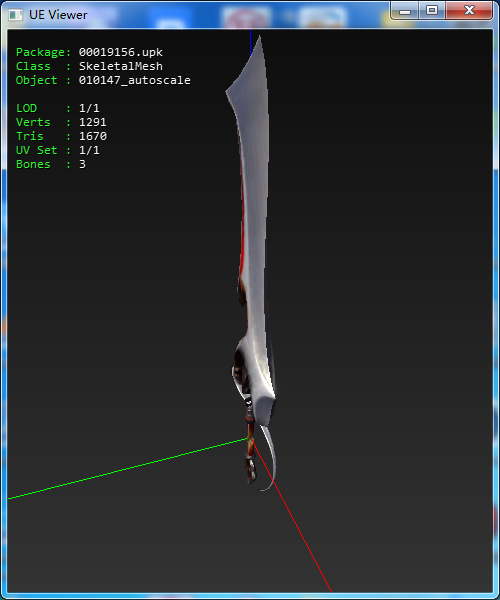 UE Viewer
Package: 00019156.upk
Class : SkeletalMesh
Object : 010147_autoscale
LOD : 1/1
Verts : 1291
Tris : 1670
UV Set : 1/1
Bones : 3